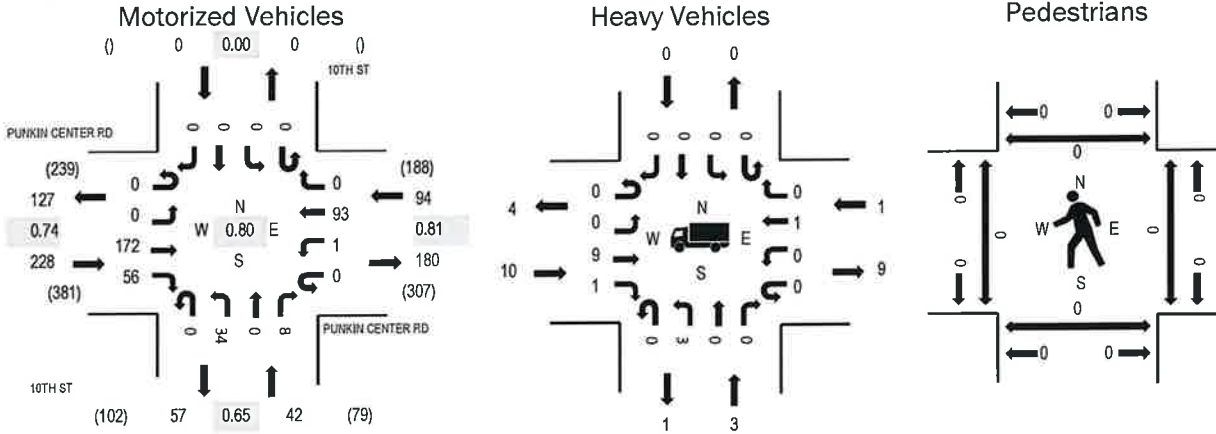 Motorized Vehicles
() 0 0.00 0 ()
10TH ST
PUNKIN CENTER RD
0 0 0 0
(239) (188)
0 0
127 94
0 93
N
0.74 W 0.80 E 0.81
172 1
S
228 180
56 0
(381) (307)
0 34 0 8
PUNKIN CENTER RD
10TH ST
(102) 57 0.65 42 (79)
Heavy Vehicles
0 0
0 0 0 0
0 0
4 1
0 1
N
W E
9 0
S
10 9
1 0
0 3 0 0
1 3
Pedestrians
0 0
0
N
0 0
W E
0 0
0 0
S
0
0 0